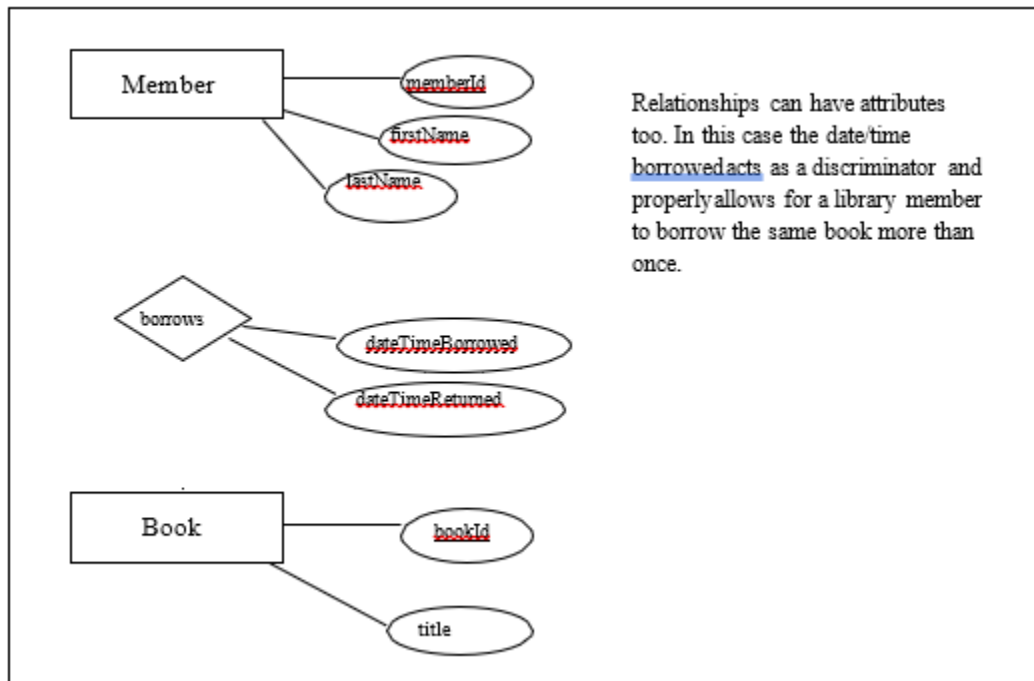 Member
memberId
firstName
lastName
Relationships can have attributes
too. In this case the date/time
borrowedacts as a discriminator and
properlyallows for a library member
to borrow the same book more than
once.
borrows
dateTimeBorrowed
dateTimeReturned
Book
bookId
title